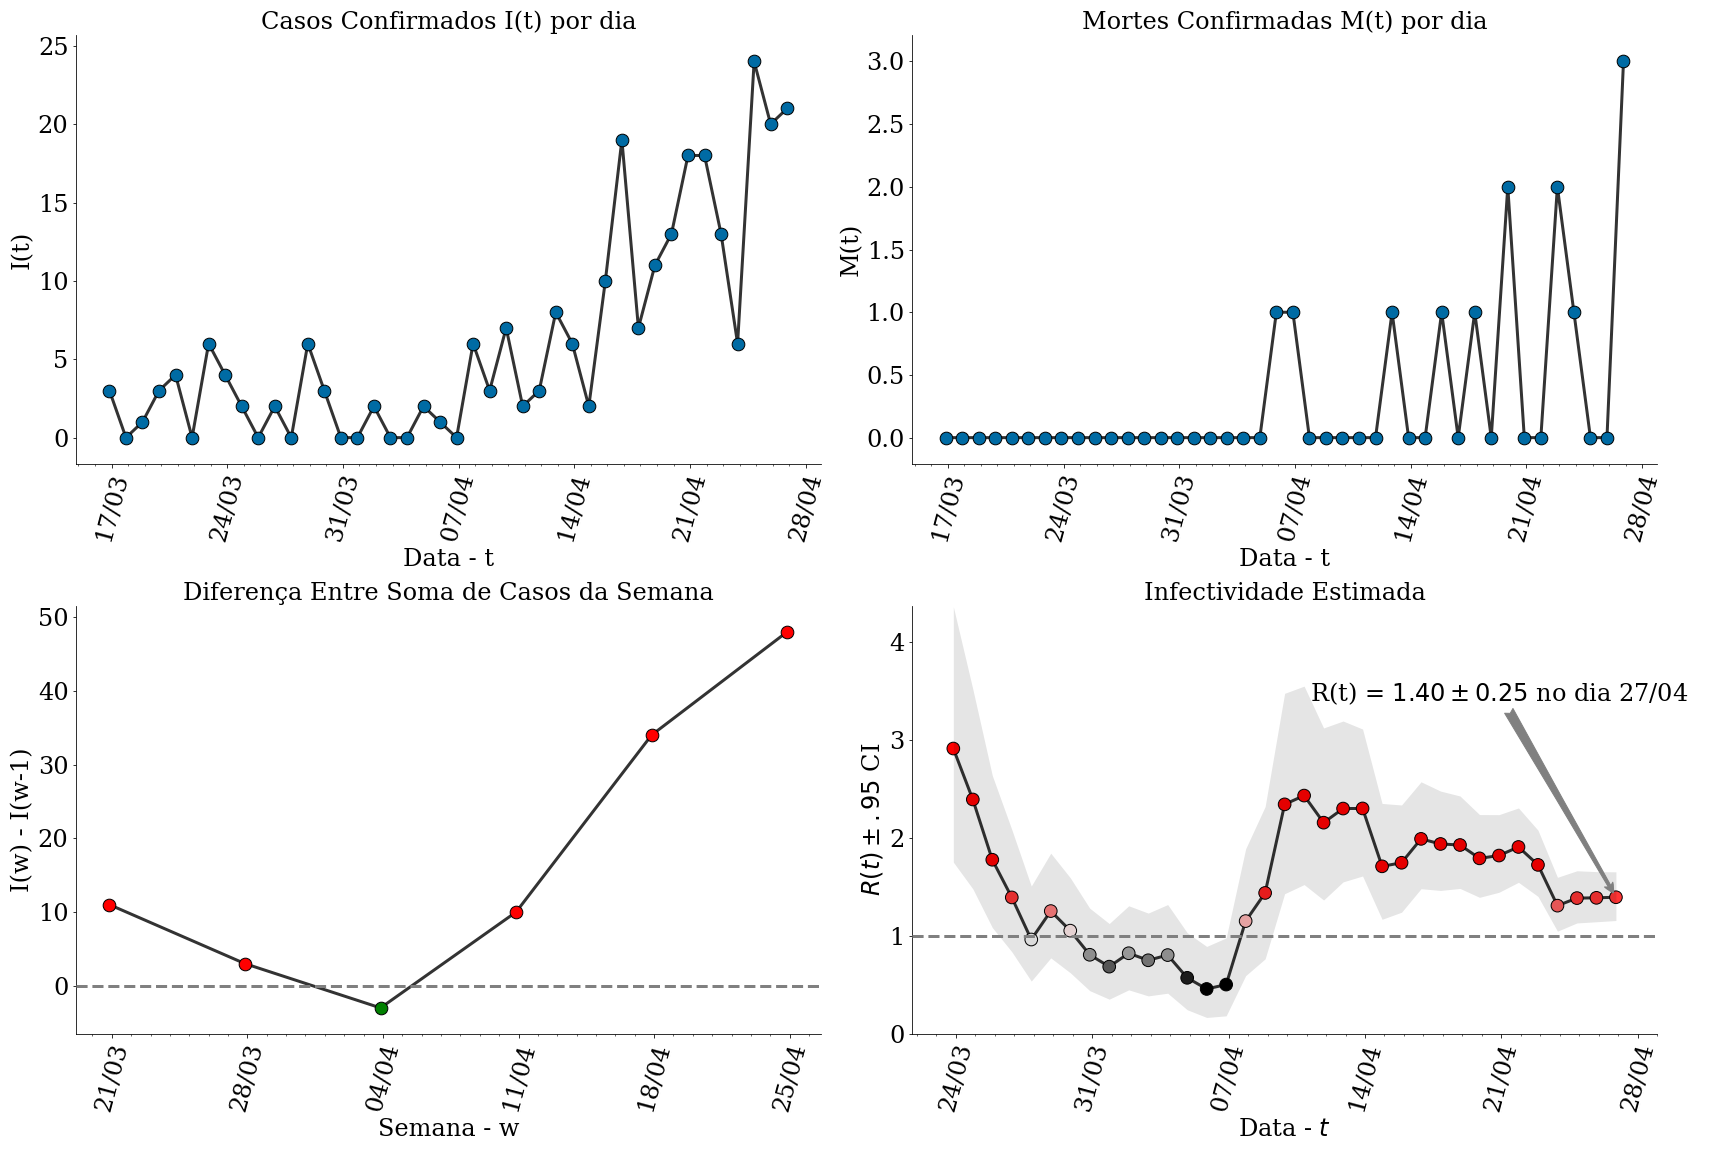 Casos Confirmados I(t) por dia
25
20
15
10
5
0
I(t)
17/03 24/03 31/03 07/04 14/04 21/04 28/04
Data - t
Mortes Confirmadas M(t) por dia
3.0
2.5
2.0
1.5
1.0
0.5
0.0
M(t)
17/03 24/03 31/03 07/04 14/04 21/04 28/04
Data - t
Diferença Entre Soma de Casos da Semana
50
40
30
20
10
0
I(w) - I(w-1)
21/03 28/03 04/04 11/04 18/04 25/04
Semana - w
Infectividade Estimada
R(t) = 1.40 ± 0.25 no dia 27/04
4
3
2
1
0
R(t) ± .95 CI
24/03 31/03 07/04 14/04 21/04 28/04
Data - t